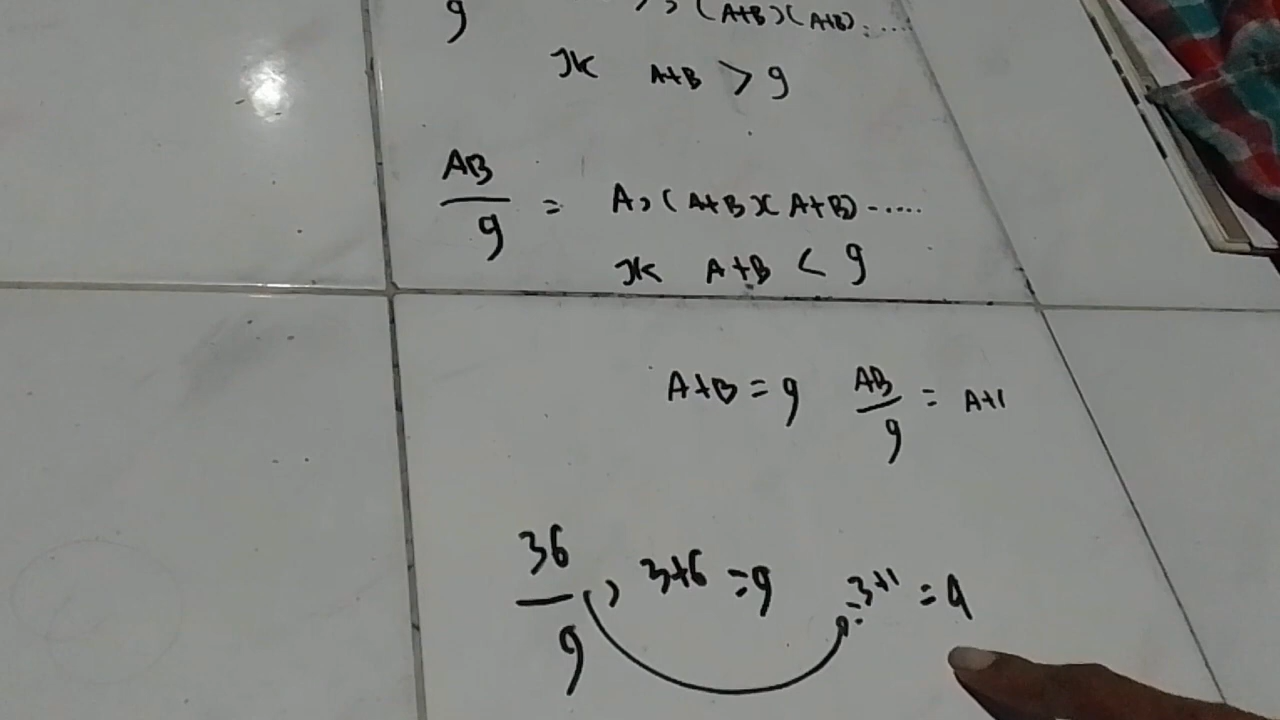 9 , (A+B)(A+B).....
JK A+B > 9
AB/9 = A,(A+B)(A+B)......
JK A+B < 9
A+B = 9 AB/9 = A+1
36/9 , 3+6 = 9 3+1 = 4